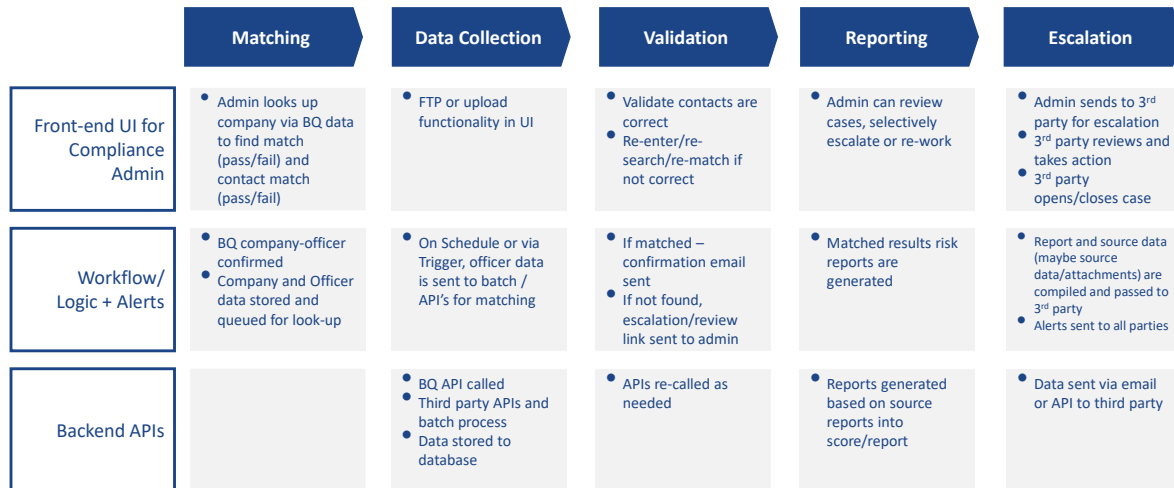 Matching
Data Collection
Validation
Reporting
Escalation
Front-end UI for
Compliance
Admin
• Admin looks up
company via BQ data
to find match
(pass/fail) and
contact match
(pass/fail)
• FTP or upload
functionality in UI
• Validate contacts are
correct
• Re-enter/re-
search/re-match if
not correct
• Admin can review
cases, selectively
escalate or re-work
• Admin sends to 3rd
party for escalation
• 3rd party reviews and
takes action
• 3rd party
opens/closes case
Workflow/
Logic + Alerts
• BQ company-officer
confirmed
• Company and Officer
data stored and
queued for look-up
• On Schedule or via
Trigger, officer data
is sent to batch /
API's for matching
• If matched –
confirmation email
sent
• If not found,
escalation/review
link sent to admin
• Matched results risk
reports are
generated
• Report and source data
(maybe source
data/attachments) are
compiled and passed to
3rd party
• Alerts sent to all parties
Backend APIs
• BQ API called
• Third party APIs and
batch process
• Data stored to
database
• APIs re-called as
needed
• Reports generated
based on source
reports into
score/report
• Data sent via email
or API to third party